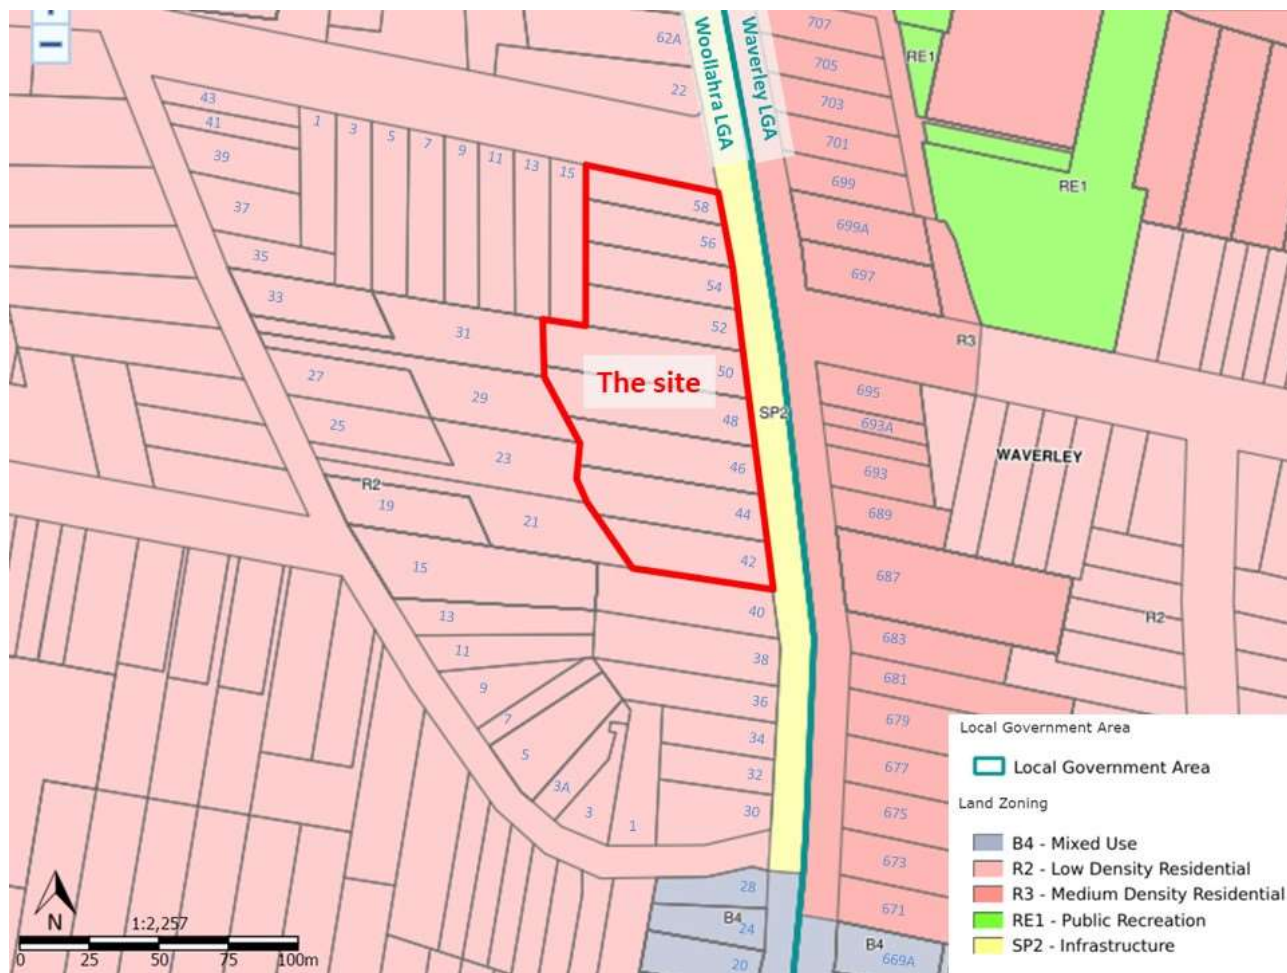 Woollahra LGA
Waverley LGA
62A
22
707
705
703
701
699
699A
697
RE1
RE1
43
41
39
37
35
33
1
3
5
7
9
11
13
15
58
56
54
52
50
48
46
44
42
The site
SP2
31
29
27
25
23
21
19
R2
15
13
11
9
7
5
3A
3
1
40
38
36
34
32
30
28
B4
24
20
R3
695
693A
693
689
687
683
681
679
677
675
673
671
B4
669A
WAVERLEY
R2
N
1:2,257
0 25 50 75 100m
Local Government Area
Local Government Area
Land Zoning
B4 - Mixed Use
R2 - Low Density Residential
R3 - Medium Density Residential
RE1 - Public Recreation
SP2 - Infrastructure